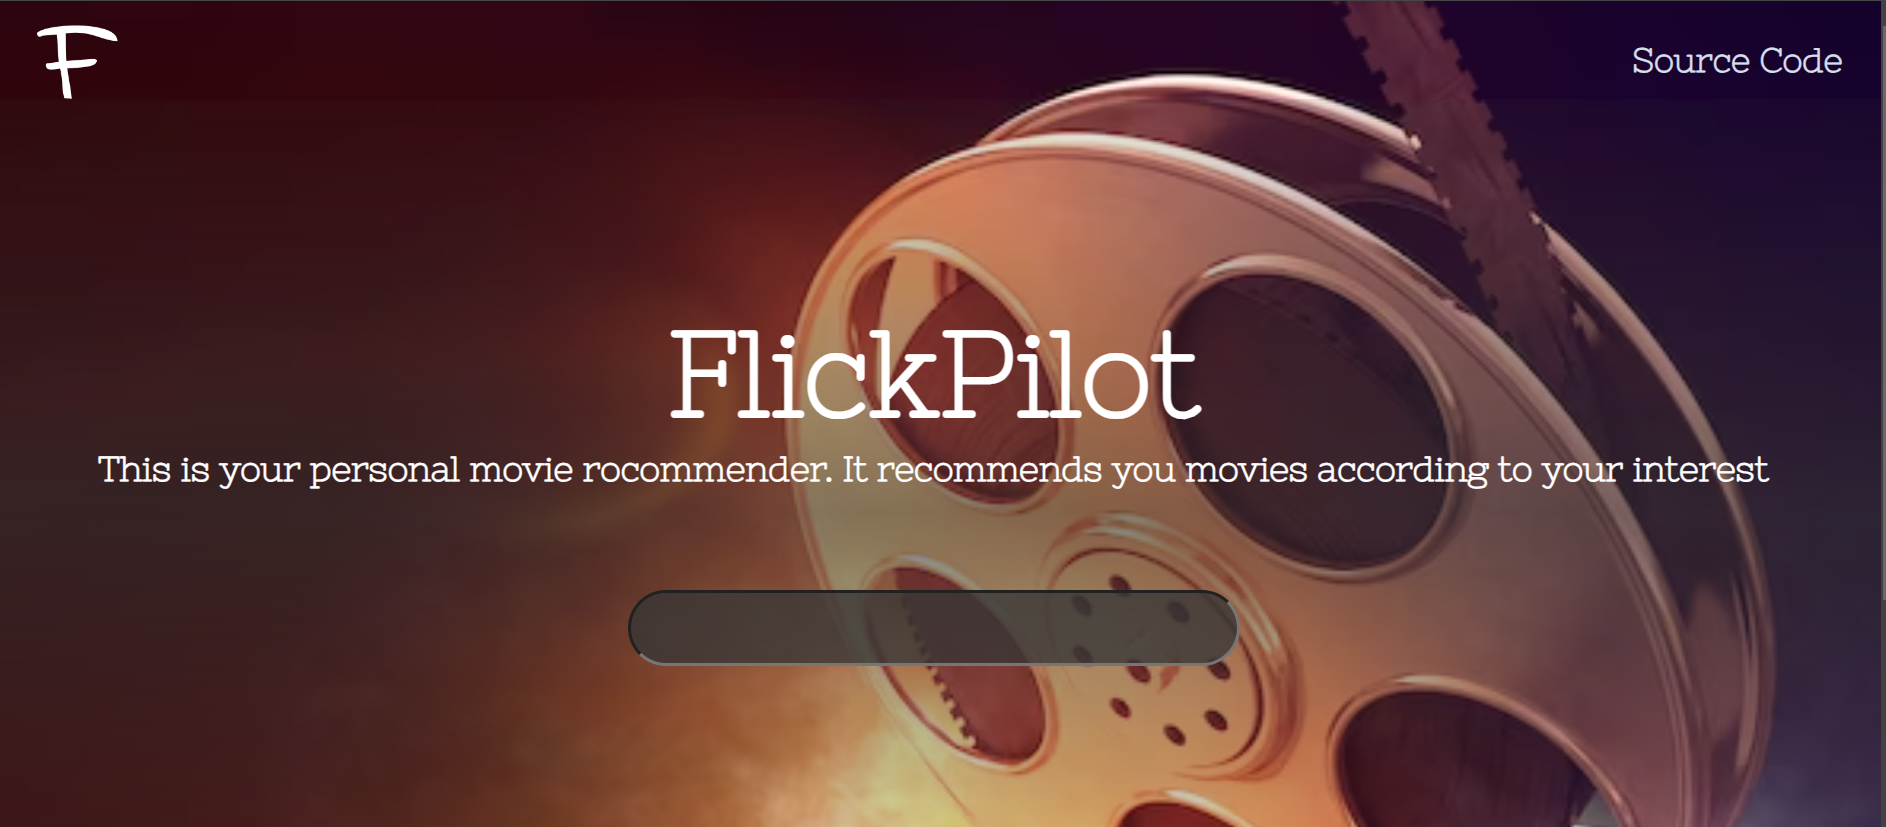 F
Source Code
FlickPilot
This is your personal movie rocommender. It recommends you movies according to your interest